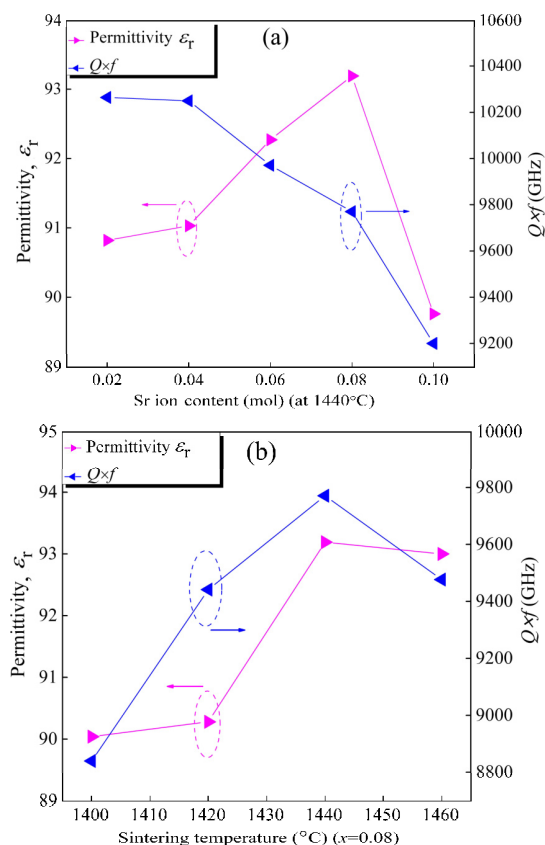 Permittivity εr
Q×f
(a)
94
93
92
91
90
89
Permittivity, εr
10600
10400
10200
10000
9800
9600
9400
9200
Q×f (GHz)
0.02 0.04 0.06 0.08 0.10
Sr ion content (mol) (at 1440°C)
Permittivity εr
Q×f
(b)
95
94
93
92
91
90
89
Permittivity, εr
10000
9800
9600
9400
9200
9000
8800
Q×f (GHz)
1400 1410 1420 1430 1440 1450 1460
Sintering temperature (°C) (x=0.08)